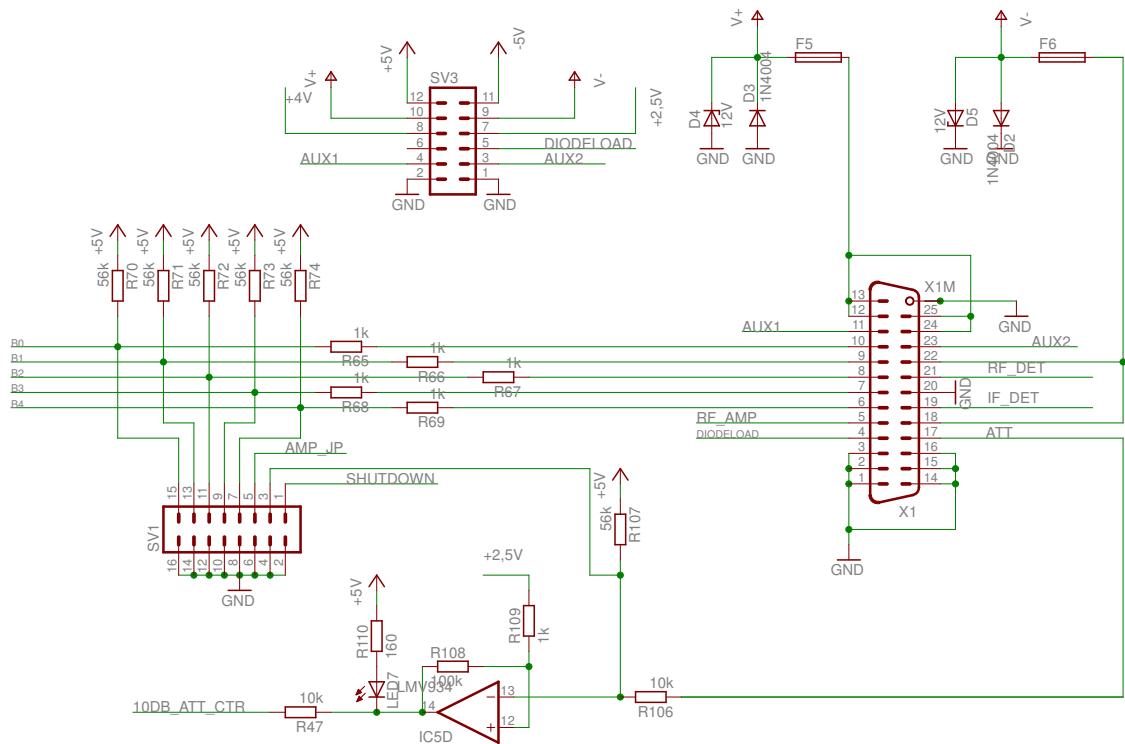 V+
V-
F5
F6
+5V
-5V
V+
SV3
V-
+4V
+2,5V
12
11
10
9
8
7
6
5
4
3
2
1
DIODELOAD
AUX1
AUX2
GND
GND
D4
12V
D3
1N4004
GND
GND
12V
D5
1N4004
D2
GND
GND
+5V
+5V
+5V
+5V
+5V
56k
R70
56k
R71
56k
R72
56k
R73
56k
R74
B0
B1
B2
B3
B4
1k
R65
1k
R66
1k
R67
1k
R68
1k
R69
X1M
13
12
11
10
9
8
7
6
5
4
3
2
1
25
24
23
22
21
20
19
18
17
16
15
14
X1
GND
AUX1
AUX2
RF_DET
GND
IF_DET
RF_AMP
DIODELOAD
ATT
GND
AMP_JP
SHUTDOWN
15
13
11
9
7
5
3
1
SV1
16
14
12
10
8
6
4
2
GND
+5V
56k
R107
+2,5V
R109
1k
+5V
R110
160
R108
100k
LED7
LMV934
10DB_ATT_CTR
10k
R47
14
13
12
IC5D
10k
R106